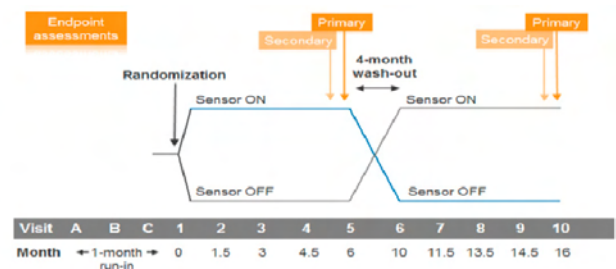 Endpoint
assessments
Primary
Secondary
Primary
Secondary
4-month
wash-out
Randomization
Sensor ON
Sensor ON
Sensor OFF
Sensor OFF
Visit A B C 1 2 3 4 5 6 7 8 9 10
Month 1-month 0 1.5 3 4.5 6 10 11.5 13.5 14.5 16
run-in